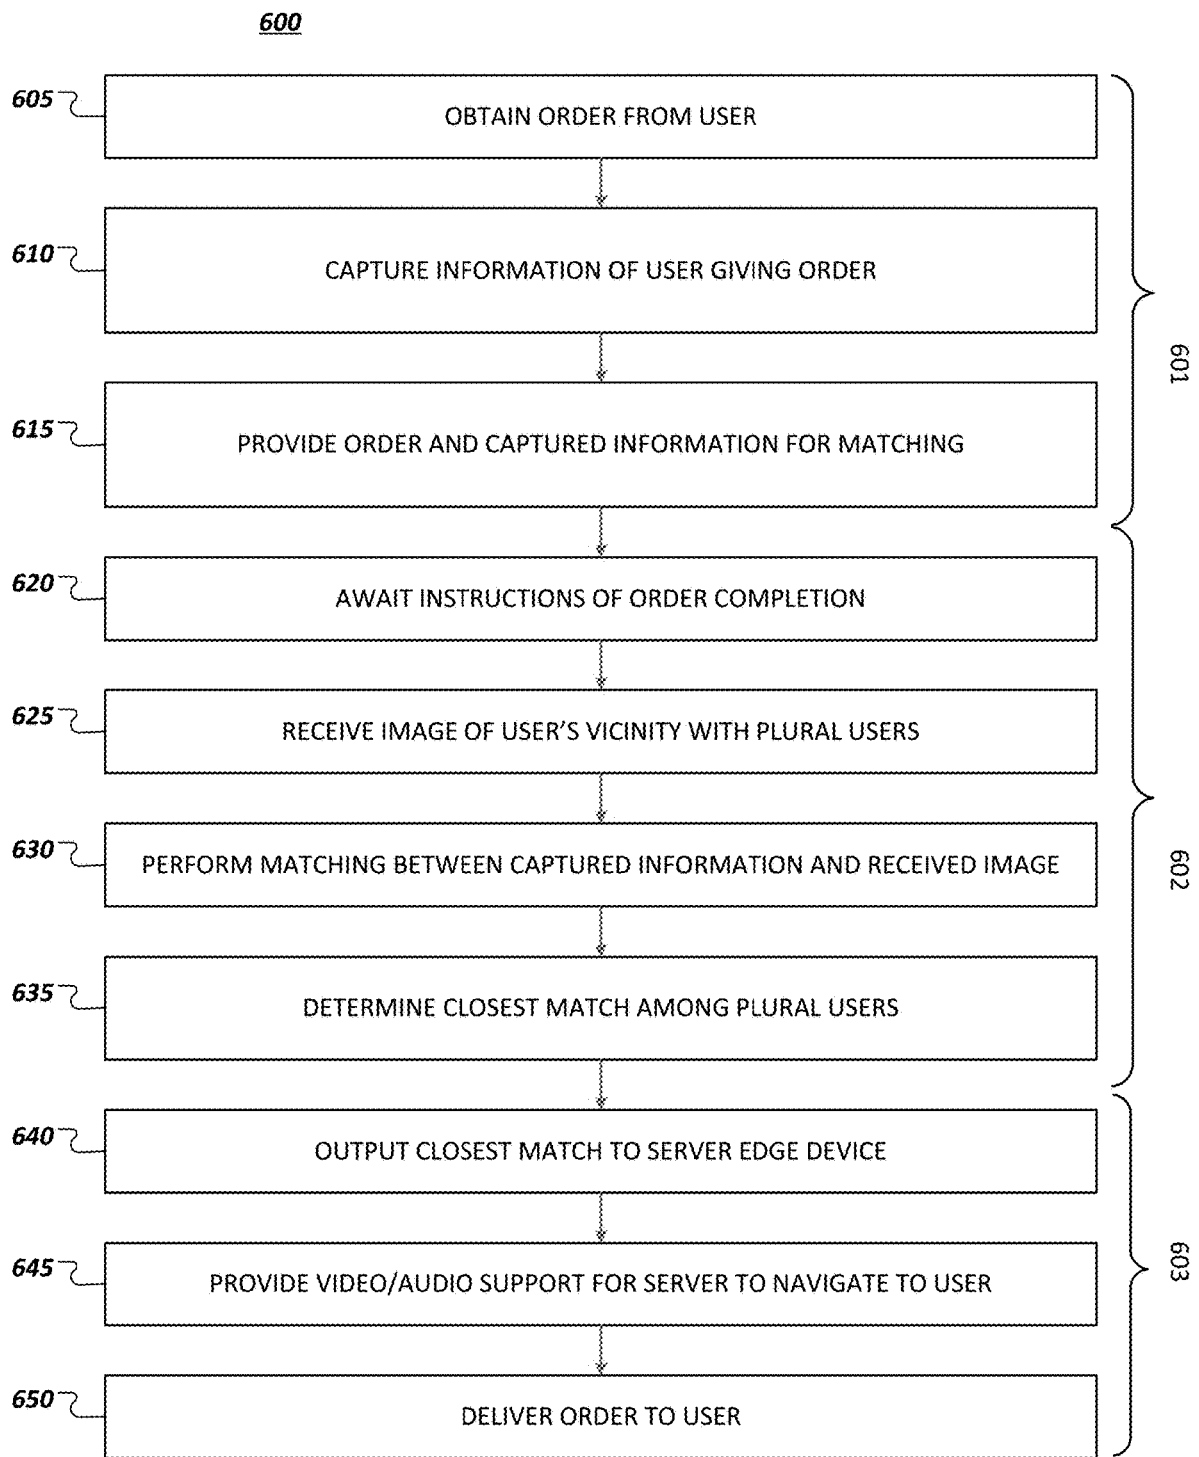 600
605
OBTAIN ORDER FROM USER
610
CAPTURE INFORMATION OF USER GIVING ORDER
615
PROVIDE ORDER AND CAPTURED INFORMATION FOR MATCHING
601
620
AWAIT INSTRUCTIONS OF ORDER COMPLETION
625
RECEIVE IMAGE OF USER'S VICINITY WITH PLURAL USERS
630
PERFORM MATCHING BETWEEN CAPTURED INFORMATION AND RECEIVED IMAGE
635
DETERMINE CLOSEST MATCH AMONG PLURAL USERS
602
640
OUTPUT CLOSEST MATCH TO SERVER EDGE DEVICE
645
PROVIDE VIDEO/AUDIO SUPPORT FOR SERVER TO NAVIGATE TO USER
650
DELIVER ORDER TO USER
603